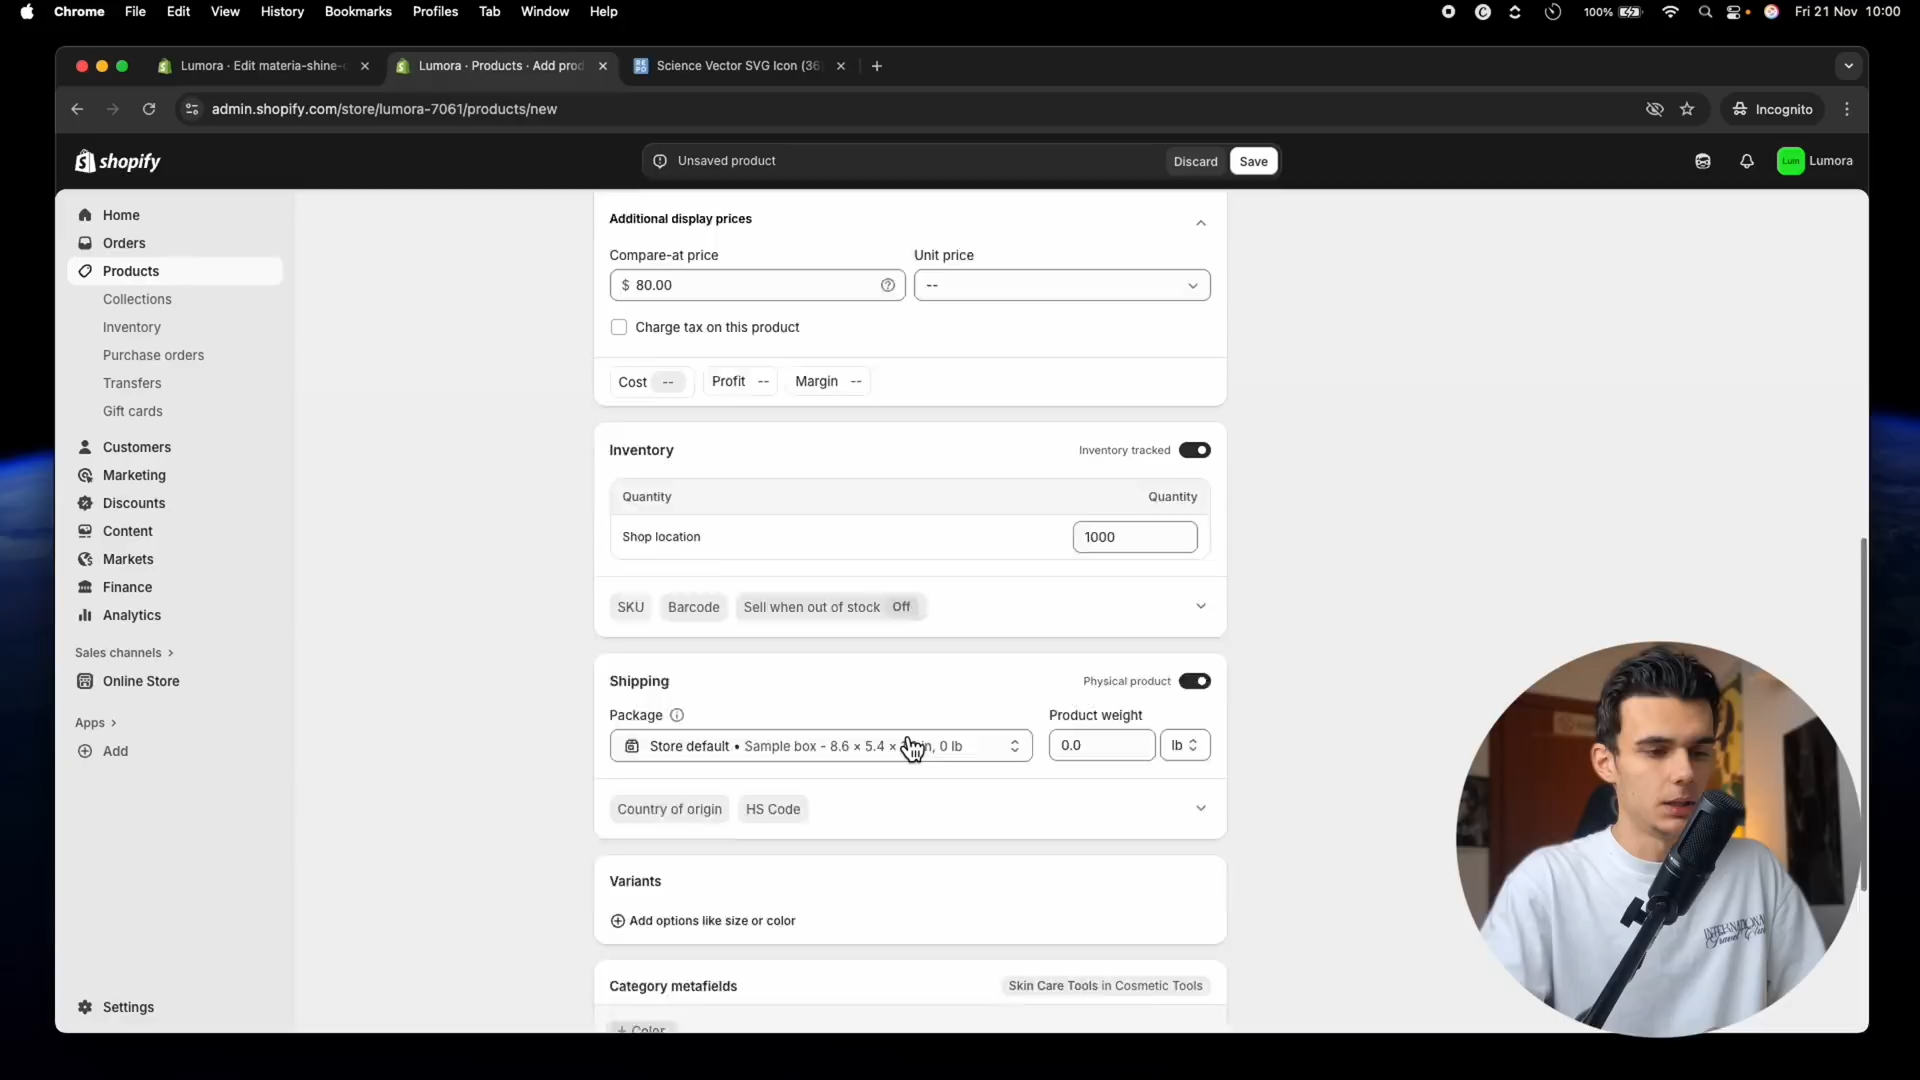 Chrome File Edit View History Bookmarks Profiles Tab Window Help 100% Fri 21 Nov 10:00
Lumora · Edit materia-shine- Lumora · Products · Add prod Science Vector SVG Icon (36
admin.shopify.com/store/lumora-7061/products/new Incognito
shopify Unsaved product Discard Save Lum Lumora
Home
Orders
Products
Collections
Inventory
Purchase orders
Transfers
Gift cards
Customers
Marketing
Discounts
Content
Markets
Finance
Analytics
Sales channels
Online Store
Apps
Add
Settings
Additional display prices
Compare-at price Unit price
$ 80.00 --
Charge tax on this product
Cost -- Profit -- Margin --
Inventory Inventory tracked
Quantity Quantity
Shop location 1000
SKU Barcode Sell when out of stock Off
Shipping Physical product
Package Product weight
Store default • Sample box - 8.6 × 5.4 × in, 0 lb 0.0 lb
Country of origin HS Code
Variants
Add options like size or color
Category metafields Skin Care Tools in Cosmetic Tools
+ Color
INTERNATIONAL